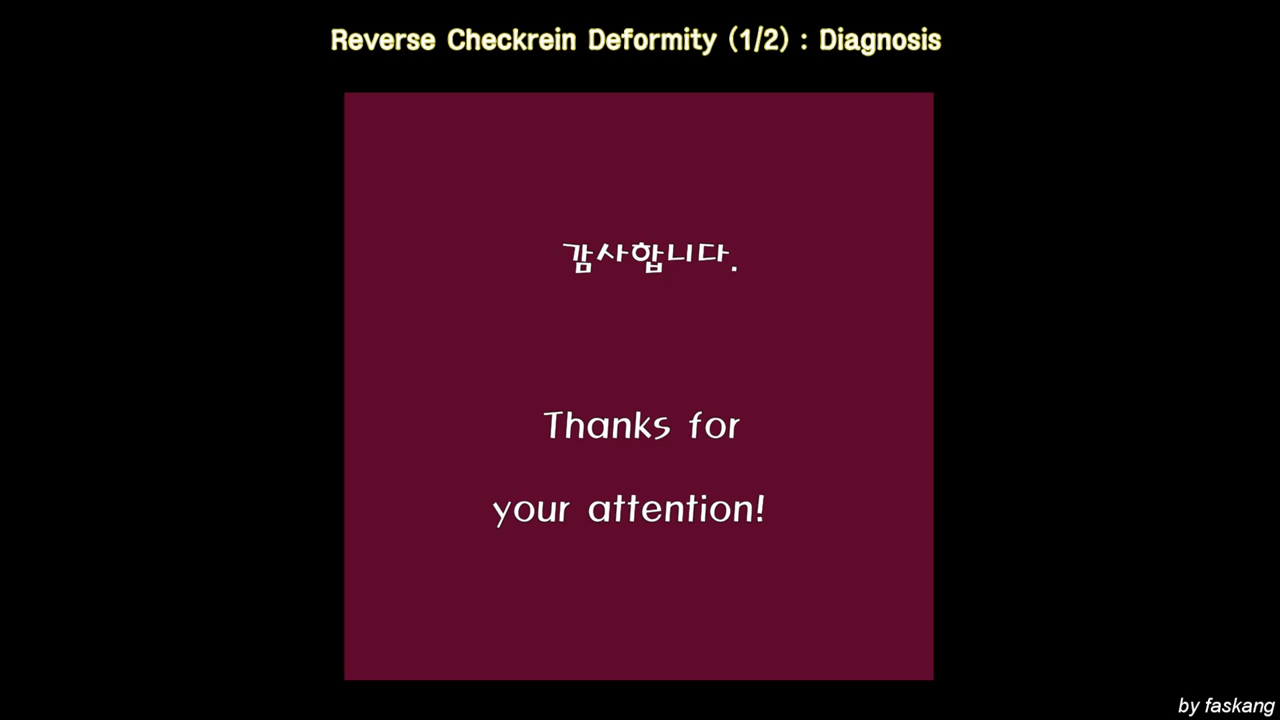 Reverse Checkrein Deformity (1/2) : Diagnosis
감사합니다.
Thanks for
your attention!
by faskang